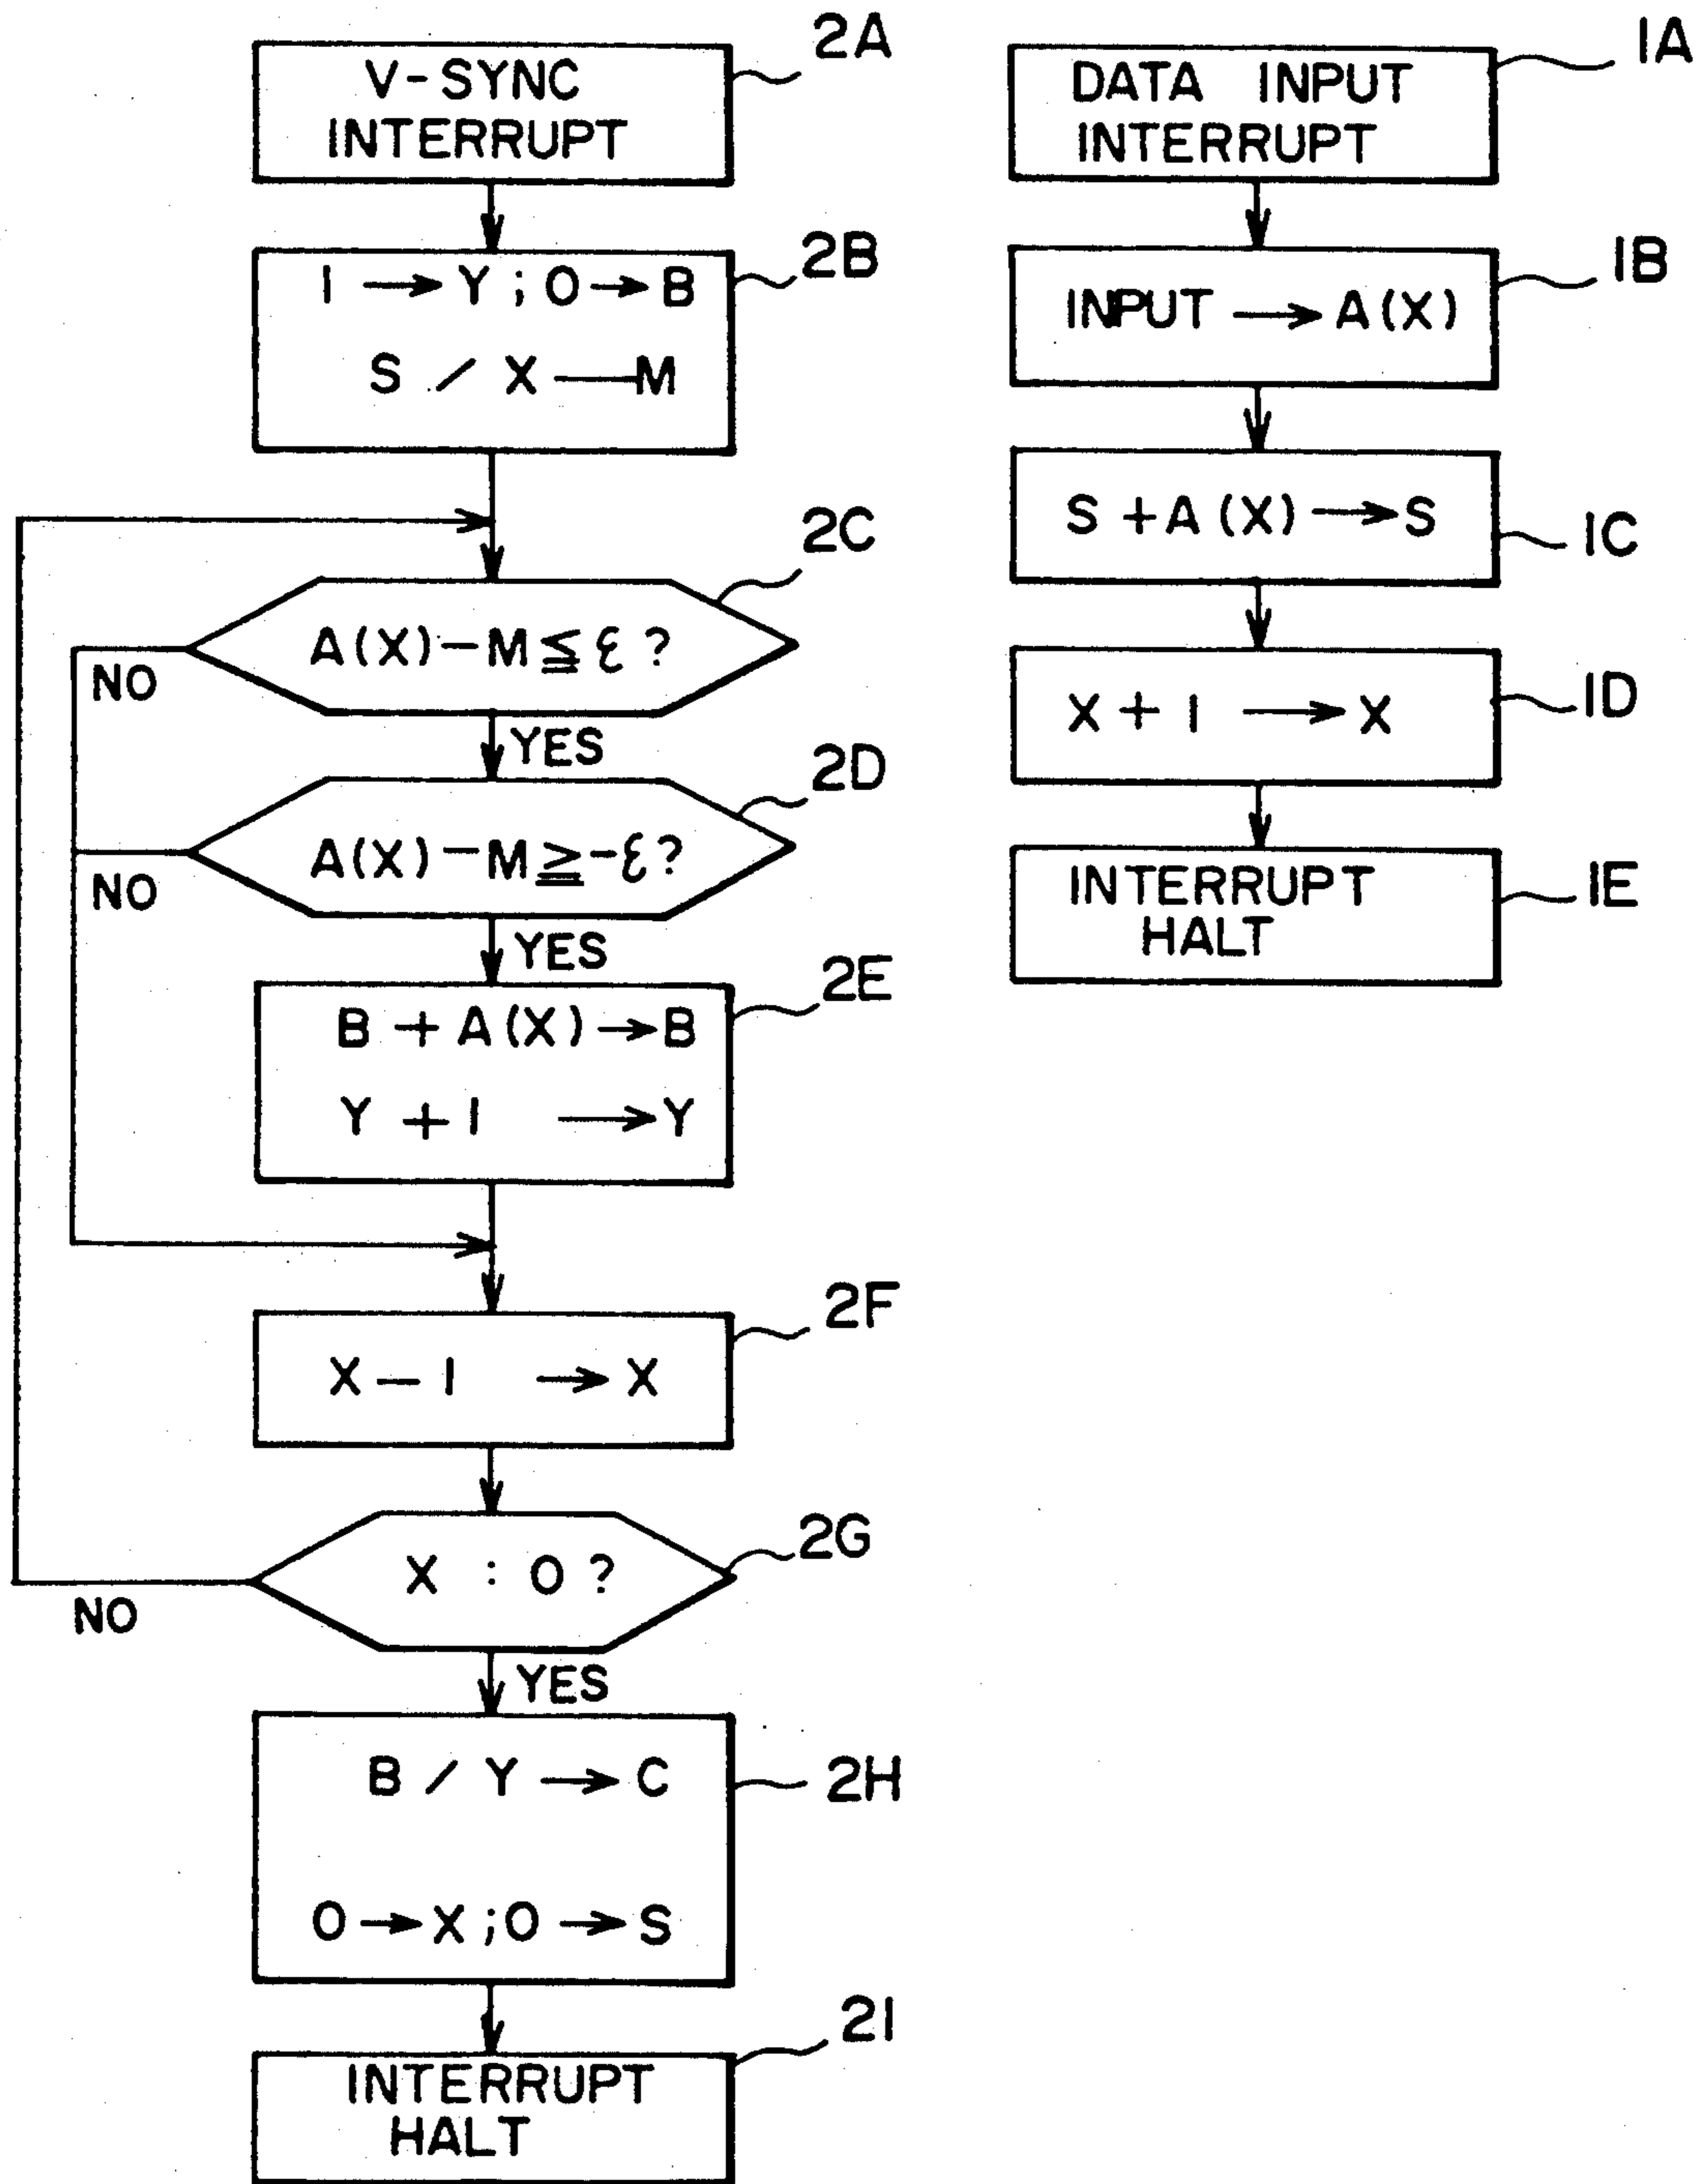 2A
V-SYNC
INTERRUPT
2B
1 → Y ; 0 → B
S / X — M
2C
A(X) − M ≦ ε ?
NO
YES
2D
A(X) − M ≧ −ε ?
NO
YES
2E
B + A(X) → B
Y + 1 → Y
2F
X − 1 → X
2G
X : 0 ?
NO
YES
2H
B / Y → C
0 → X ; 0 → S
2I
INTERRUPT
HALT
1A
DATA INPUT
INTERRUPT
1B
INPUT → A(X)
1C
S + A(X) → S
1D
X + 1 → X
1E
INTERRUPT
HALT